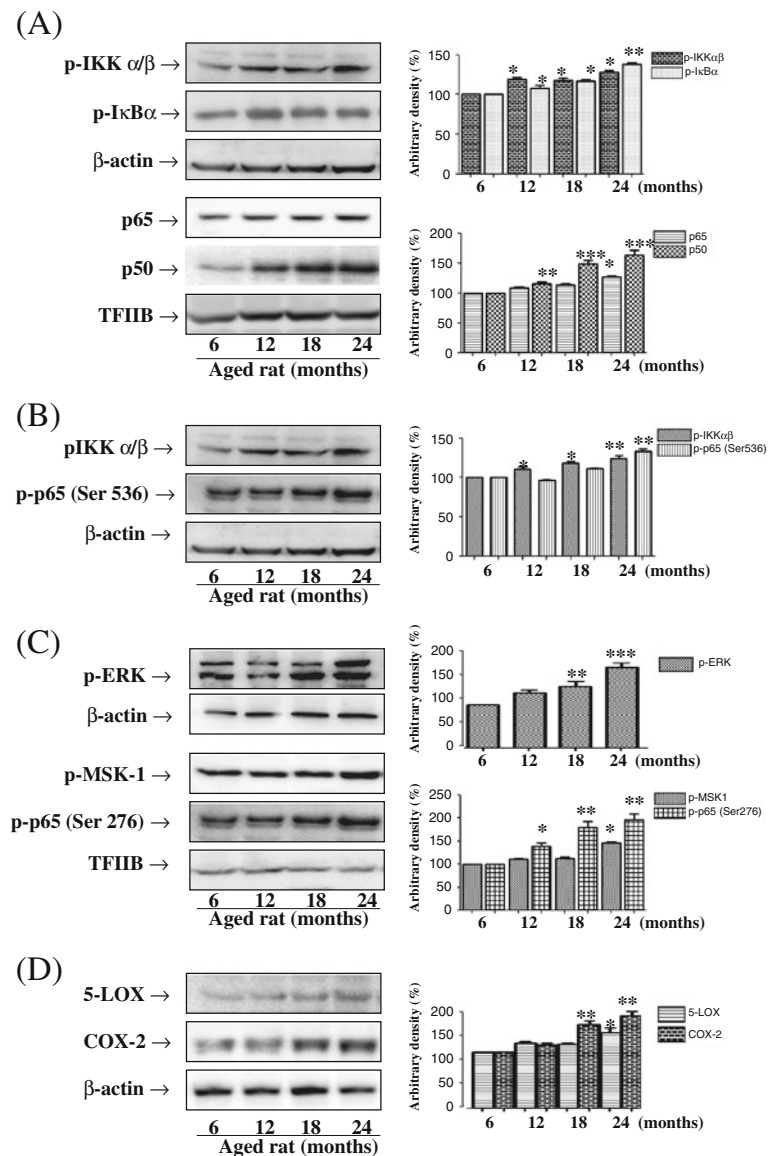 (A)
p-IKK α/β →
p-IκBα →
β-actin →
p65 →
p50 →
TFIIB →
6 12 18 24
Aged rat (months)
Arbitrary density (%)
150
100
50
0
* * * * * **
p-IKKαβ
p-IκBα
6 12 18 24 (months)
Arbitrary density (%)
200
150
100
50
0
** *** * ***
p65
p50
6 12 18 24 (months)
(B)
pIKK α/β →
p-p65 (Ser 536) →
β-actin →
6 12 18 24
Aged rat (months)
Arbitrary density (%)
150
100
50
0
* * ** **
p-IKKαβ
p-p65 (Ser536)
6 12 18 24 (months)
(C)
p-ERK →
β-actin →
p-MSK-1 →
p-p65 (Ser 276) →
TFIIB →
6 12 18 24
Aged rat (months)
Arbitrary density (%)
200
150
100
50
0
** ***
p-ERK
6 12 18 24 (months)
Arbitrary density (%)
250
200
150
100
50
0
* ** * **
p-MSK1
p-p65 (Ser276)
6 12 18 24 (months)
(D)
5-LOX →
COX-2 →
β-actin →
6 12 18 24
Aged rat (months)
Arbitrary density (%)
200
150
100
50
0
** * **
5-LOX
COX-2
6 12 18 24 (months)